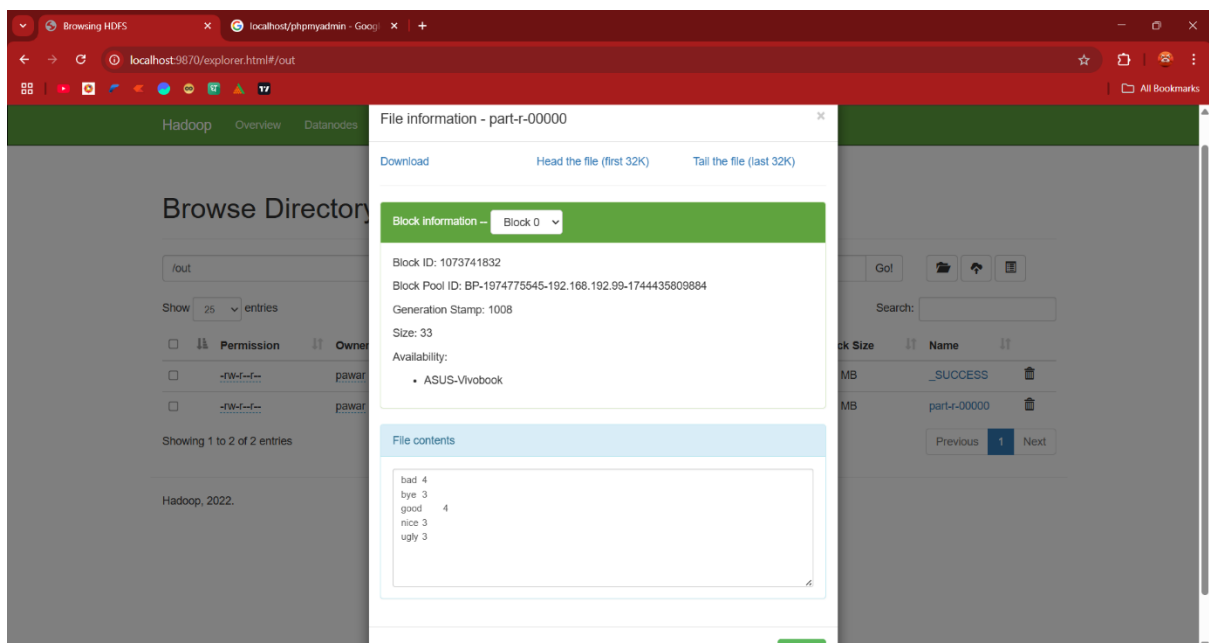 Browsing HDFS
localhost/phpmyadmin - Goog
localhost:9870/explorer.html#/out
All Bookmarks
Hadoop Overview Datanodes
File information - part-r-00000
Download Head the file (first 32K) Tail the file (last 32K)
Browse Directory
Block information -- Block 0
/out
Go!
Block ID: 1073741832
Block Pool ID: BP-1974775545-192.168.192.99-1744435809884
Generation Stamp: 1008
Size: 33
Availability:
ASUS-Vivobook
Show 25 entries
Search:
Permission Owner ck Size Name
-rw-r--r-- pawar MB _SUCCESS
-rw-r--r-- pawar MB part-r-00000
Showing 1 to 2 of 2 entries
Previous 1 Next
File contents
bad 4
bye 3
good 4
nice 3
ugly 3
Hadoop, 2022.